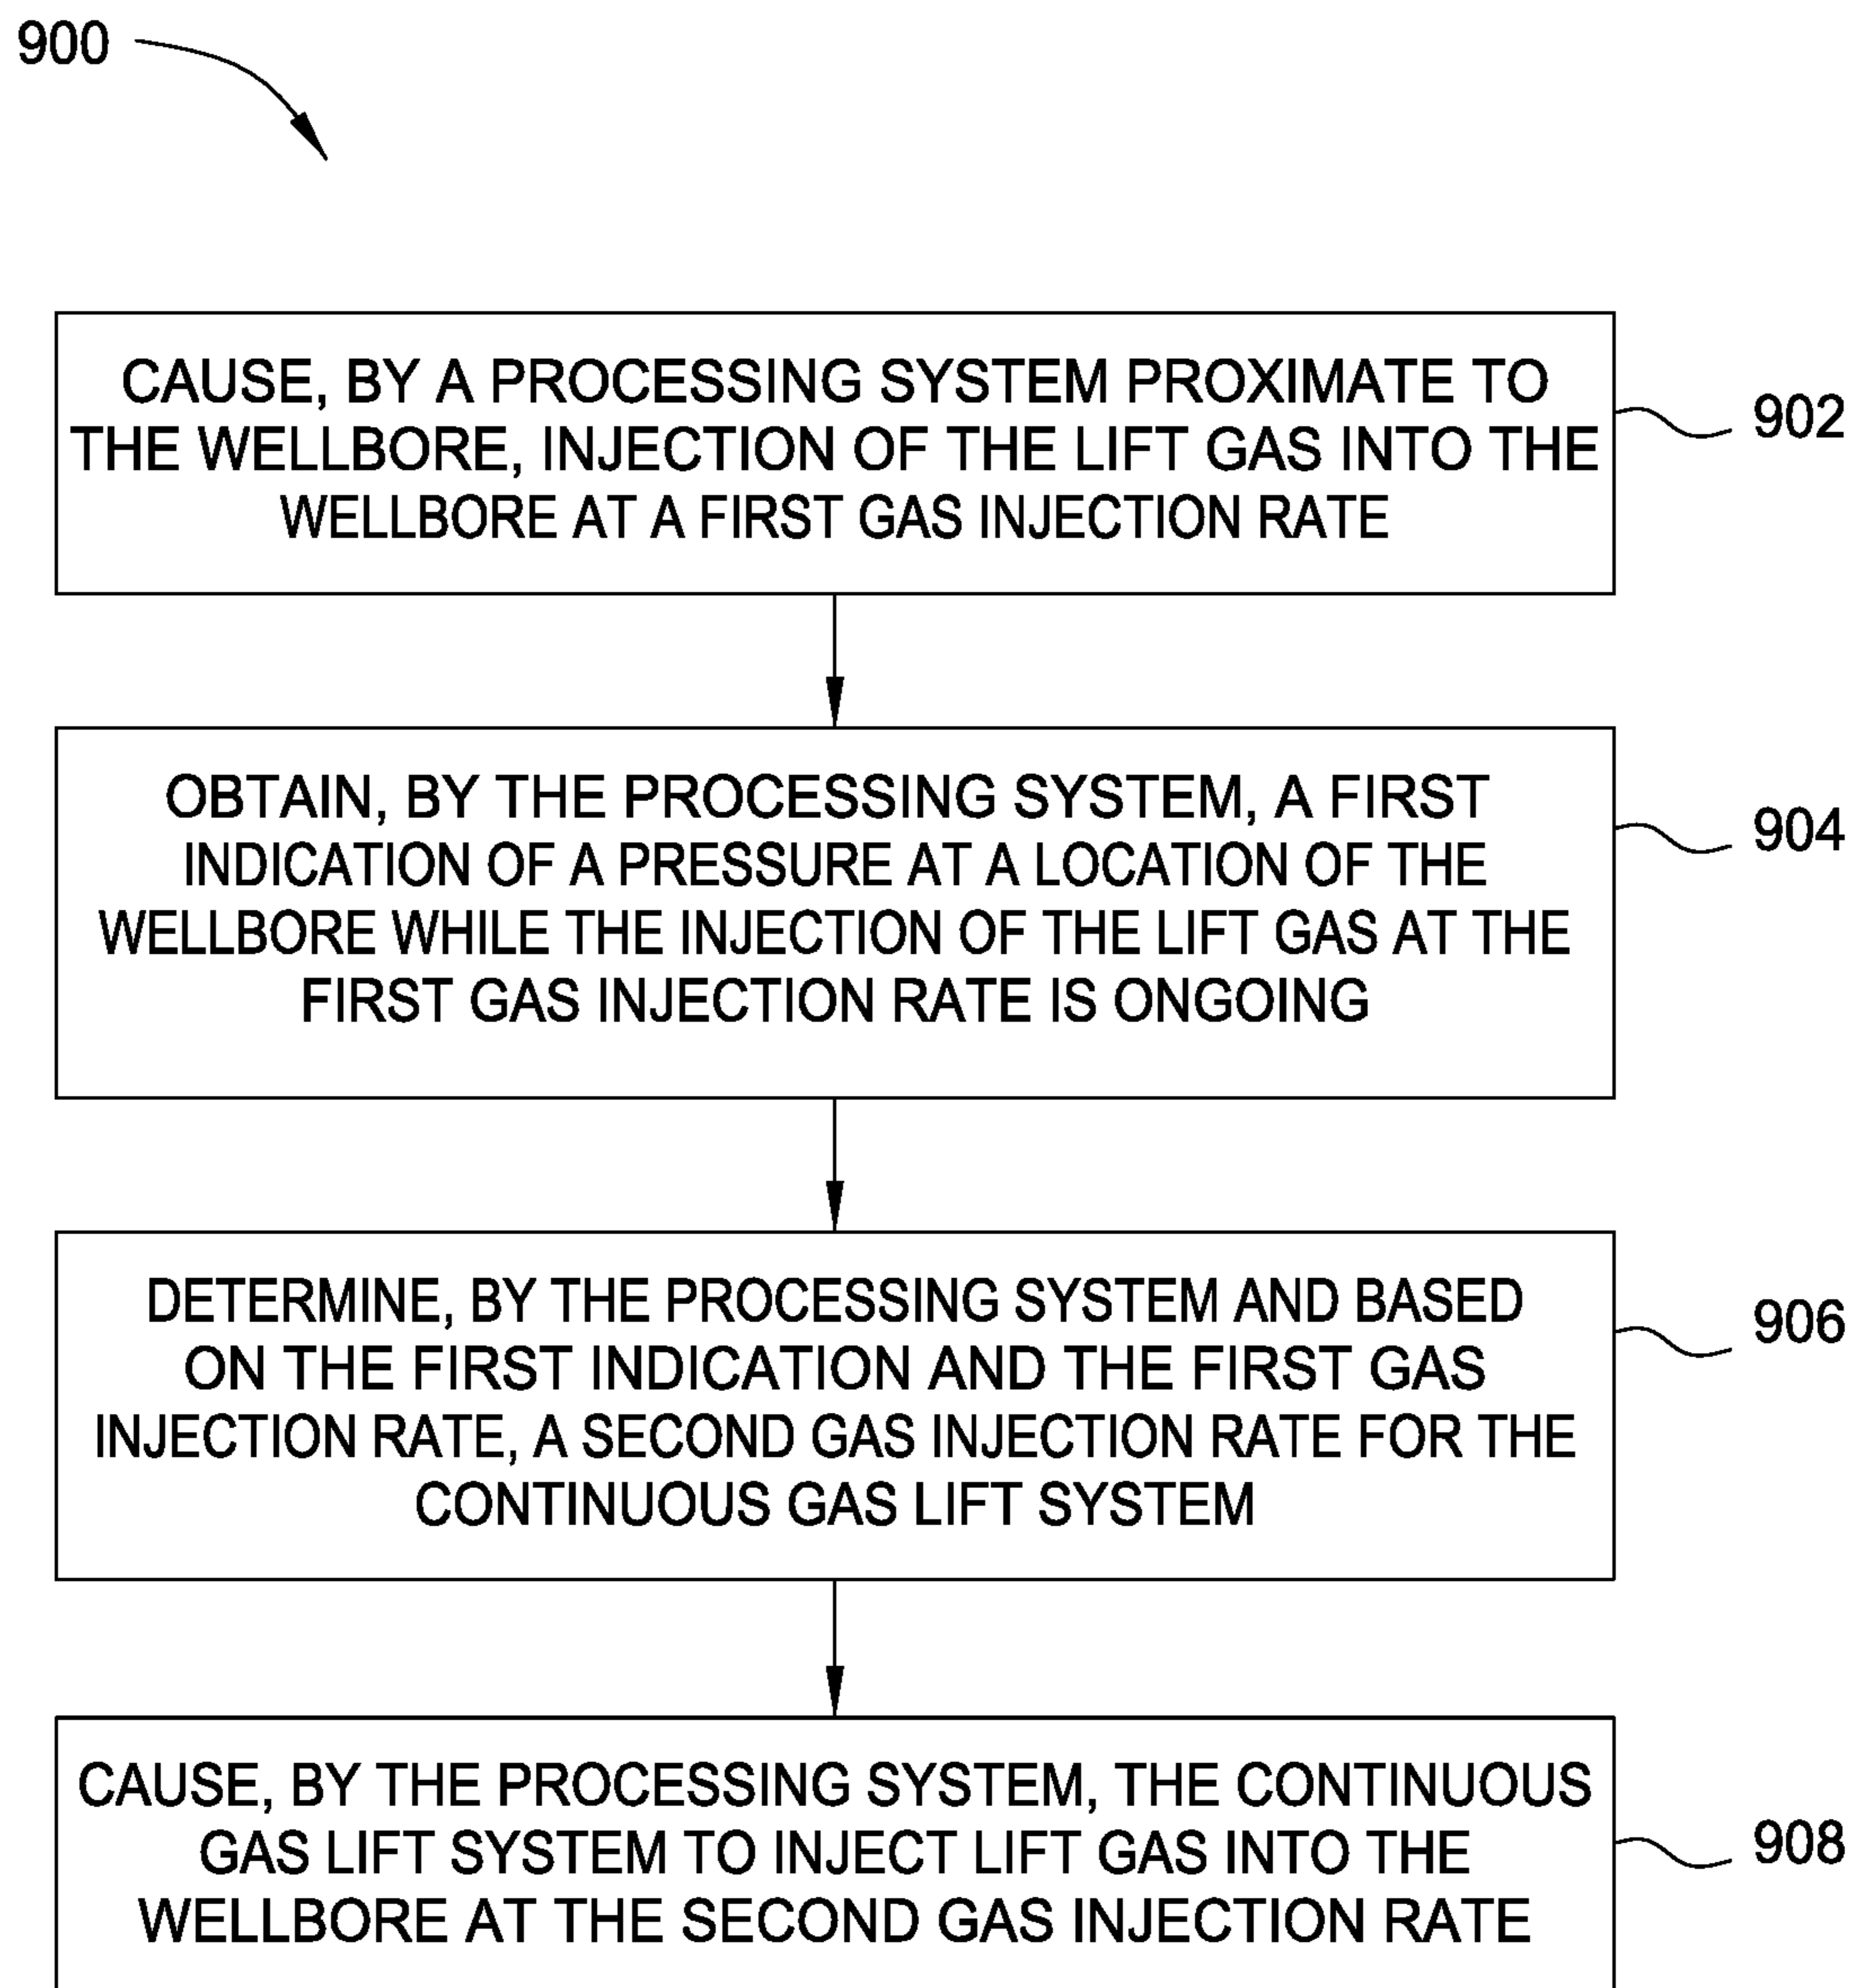 900
CAUSE, BY A PROCESSING SYSTEM PROXIMATE TO
THE WELLBORE, INJECTION OF THE LIFT GAS INTO THE
WELLBORE AT A FIRST GAS INJECTION RATE
902
OBTAIN, BY THE PROCESSING SYSTEM, A FIRST
INDICATION OF A PRESSURE AT A LOCATION OF THE
WELLBORE WHILE THE INJECTION OF THE LIFT GAS AT THE
FIRST GAS INJECTION RATE IS ONGOING
904
DETERMINE, BY THE PROCESSING SYSTEM AND BASED
ON THE FIRST INDICATION AND THE FIRST GAS
INJECTION RATE, A SECOND GAS INJECTION RATE FOR THE
CONTINUOUS GAS LIFT SYSTEM
906
CAUSE, BY THE PROCESSING SYSTEM, THE CONTINUOUS
GAS LIFT SYSTEM TO INJECT LIFT GAS INTO THE
WELLBORE AT THE SECOND GAS INJECTION RATE
908